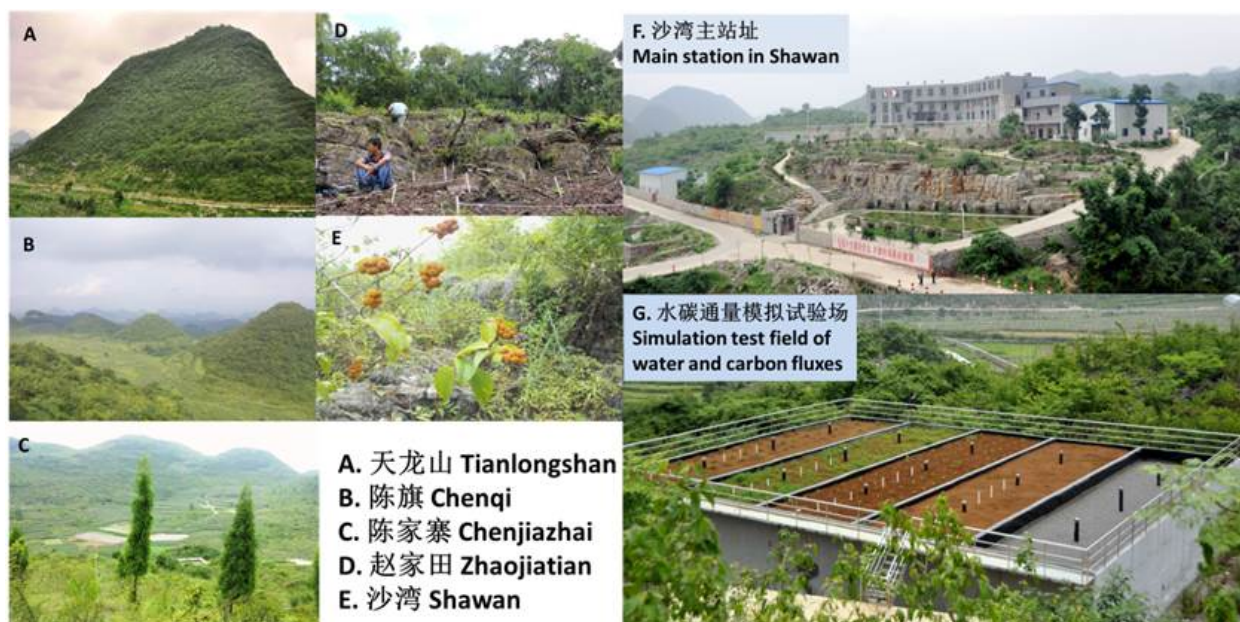 A
B
C
D
E
A. 天龙山 Tianlongshan
B. 陈旗 Chenqi
C. 陈家寨 Chenjiazhai
D. 赵家田 Zhaojiatian
E. 沙湾 Shawan
F. 沙湾主站址
Main station in Shawan
G. 水碳通量模拟试验场
Simulation test field of
water and carbon fluxes